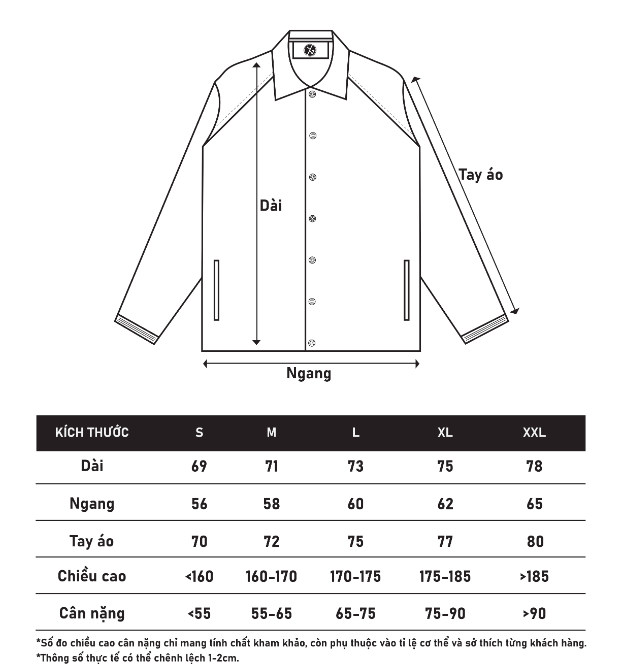 Tay áo
Dài
Ngang
KÍCH THƯỚC S M L XL XXL
Dài 69 71 73 75 78
Ngang 56 58 60 62 65
Tay áo 70 72 75 77 80
Chiều cao <160 160-170 170-175 175-185 >185
Cân nặng <55 55-65 65-75 75-90 >90
*Số đo chiều cao cân nặng chỉ mang tính chất kham khảo, còn phụ thuộc vào tỉ lệ cơ thể và sở thích từng khách hàng.
*Thông số thực tế có thể chênh lệch 1-2cm.